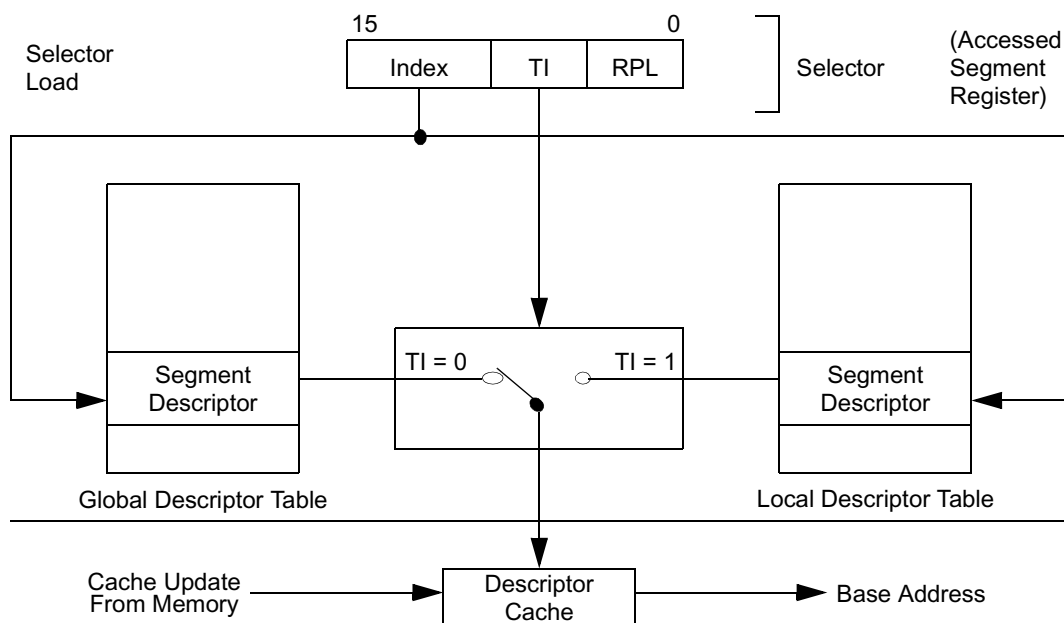 15 0
Selector
Load
Index TI RPL
Selector
(Accessed
Segment
Register)
TI = 0 TI = 1
Segment
Descriptor
Segment
Descriptor
Global Descriptor Table
Local Descriptor Table
Cache Update
From Memory
Descriptor
Cache
Base Address